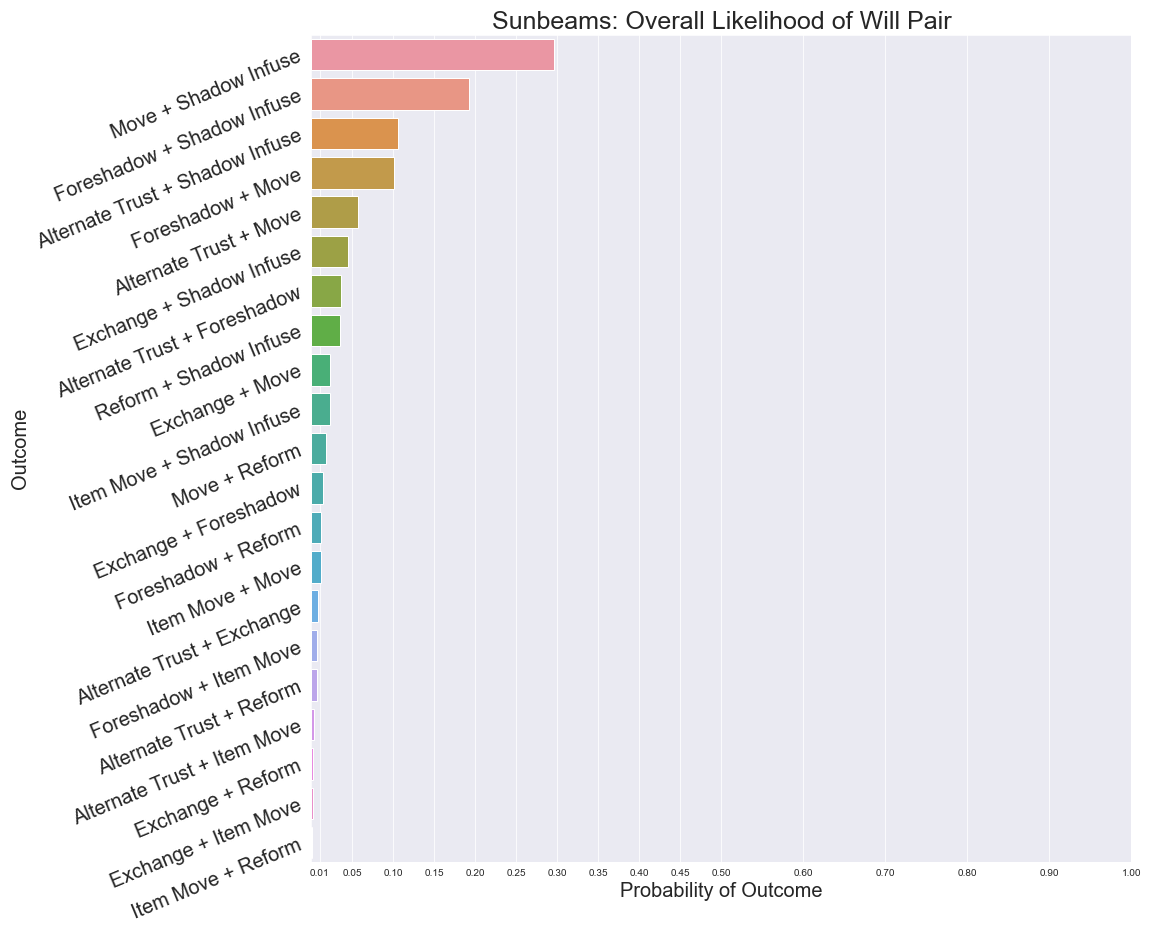 Sunbeams: Overall Likelihood of Will Pair
Outcome
Move + Shadow Infuse
Foreshadow + Shadow Infuse
Alternate Trust + Shadow Infuse
Foreshadow + Move
Alternate Trust + Move
Exchange + Shadow Infuse
Alternate Trust + Foreshadow
Reform + Shadow Infuse
Exchange + Move
Item Move + Shadow Infuse
Move + Reform
Exchange + Foreshadow
Foreshadow + Reform
Item Move + Move
Alternate Trust + Exchange
Foreshadow + Item Move
Alternate Trust + Reform
Alternate Trust + Item Move
Exchange + Reform
Exchange + Item Move
Item Move + Reform
0.01 0.05 0.10 0.15 0.20 0.25 0.30 0.35 0.40 0.45 0.50 0.60 0.70 0.80 0.90 1.00
Probability of Outcome